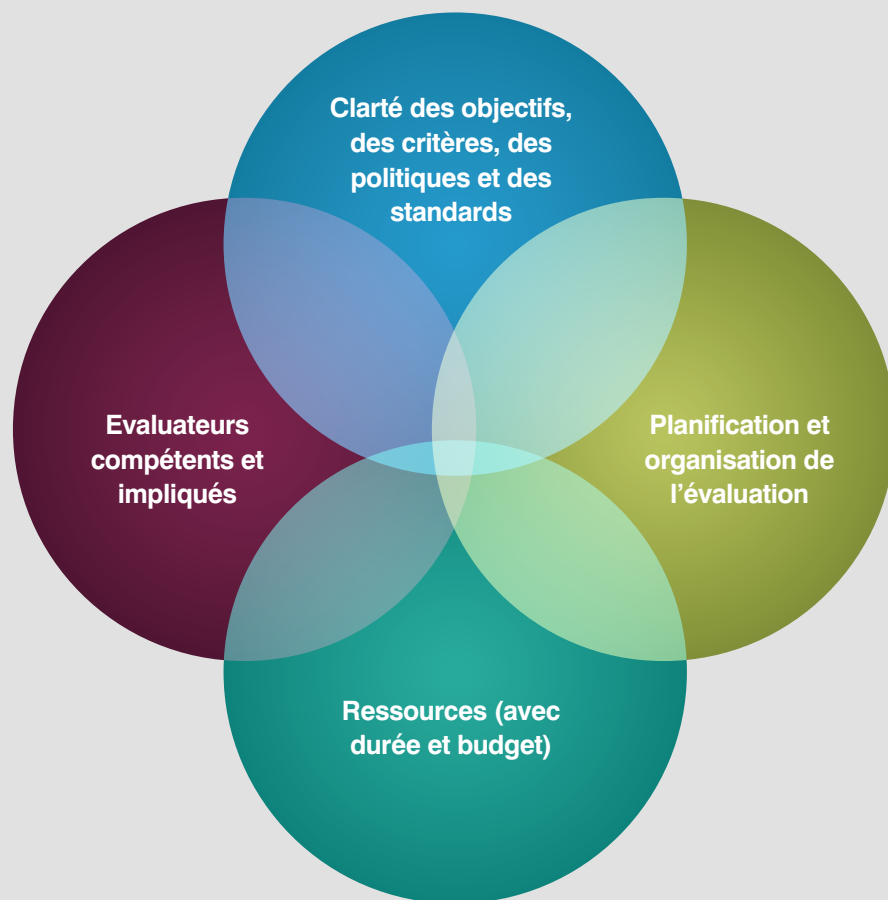 Clarté des objectifs,
des critères, des
politiques et des
standards
Evaluateurs
compétents et
impliqués
Planification et
organisation de
l'évaluation
Ressources (avec
durée et budget)